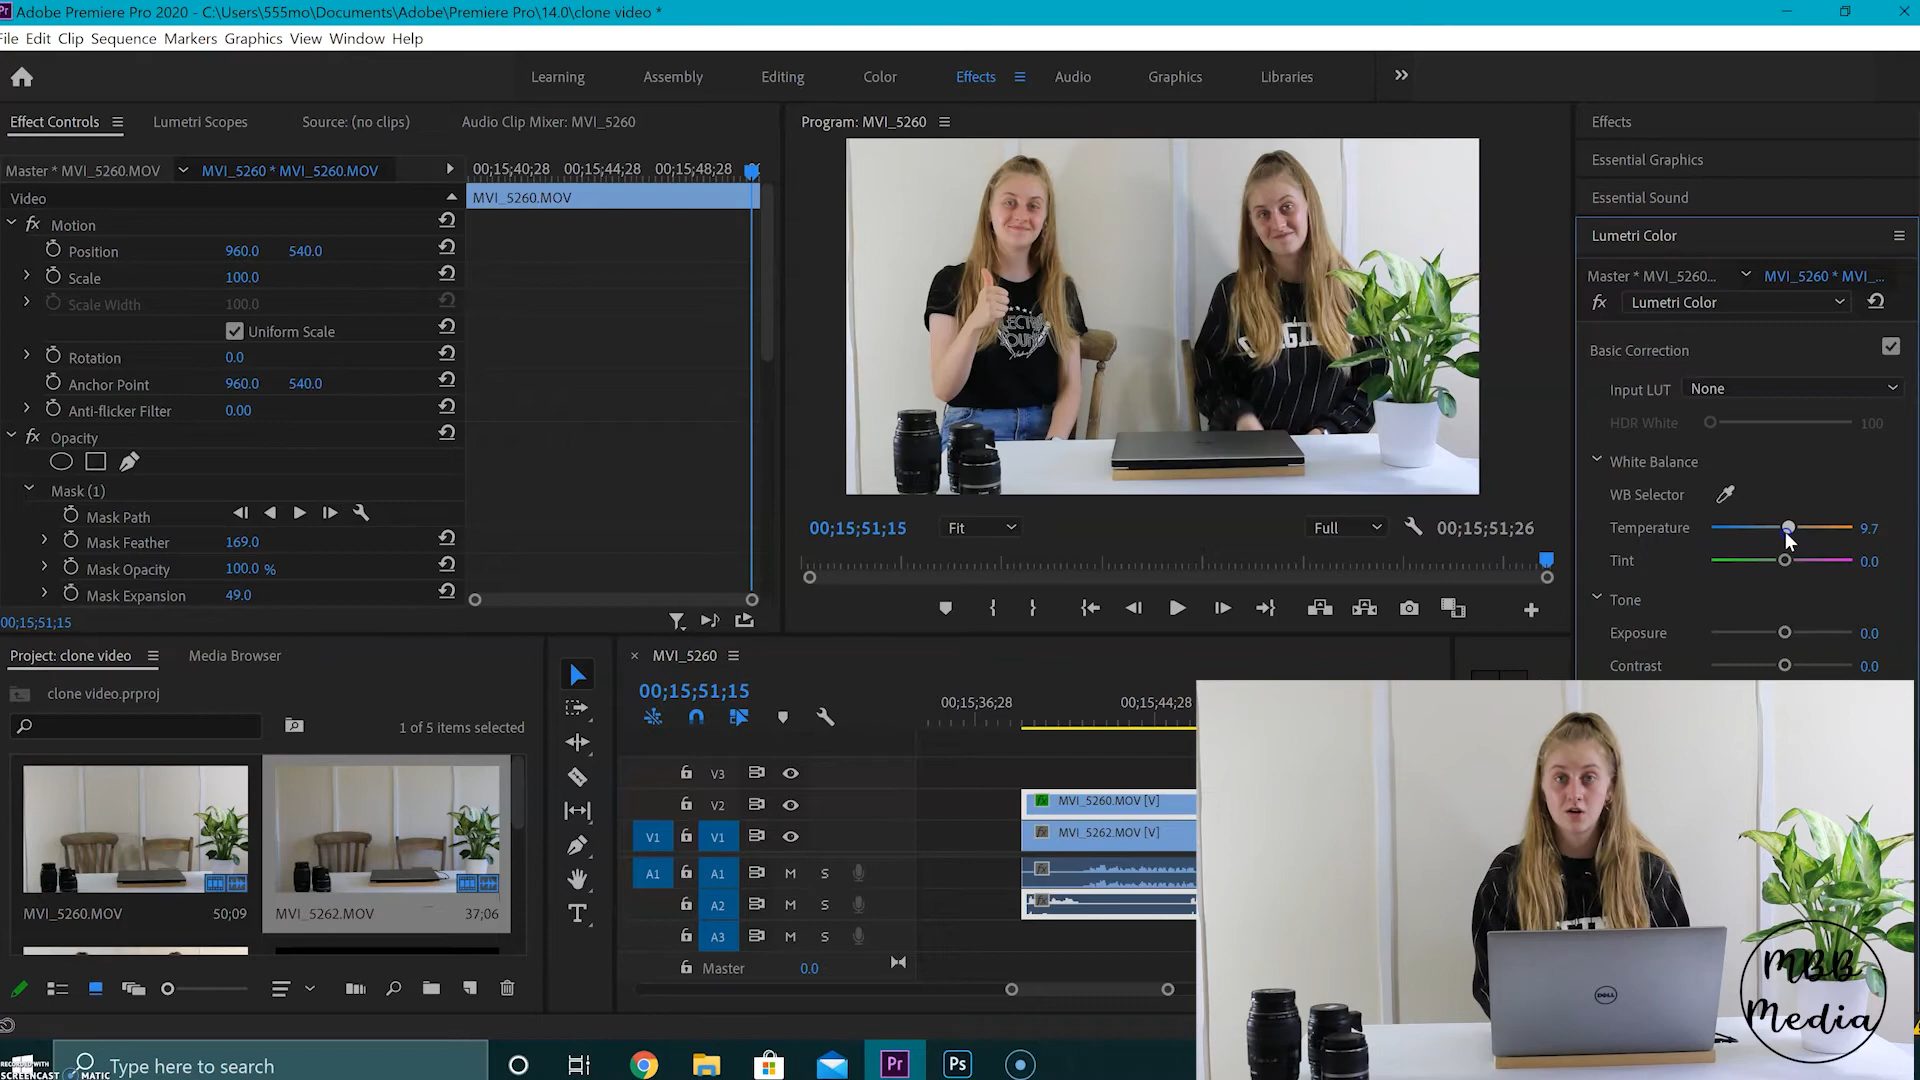 Adobe Premiere Pro 2020 - C:\Users\555mo\Documents\Adobe\Premiere Pro\14.0\clone video *
File Edit Clip Sequence Markers Graphics View Window Help
Learning Assembly Editing Color Effects Audio Graphics Libraries
Effect Controls Lumetri Scopes Source: (no clips) Audio Clip Mixer: MVI_5260
Master * MVI_5260.MOV MVI_5260 * MVI_5260.MOV
00;15;40;28 00;15;44;28 00;15;48;28
Video
MVI_5260.MOV
fx Motion
Position 960.0 540.0
Scale 100.0
Scale Width 100.0
Uniform Scale
Rotation 0.0
Anchor Point 960.0 540.0
Anti-flicker Filter 0.00
fx Opacity
Mask (1)
Mask Path
Mask Feather 169.0
Mask Opacity 100.0 %
Mask Expansion 49.0
00;15;51;15
Program: MVI_5260
00;15;51;15 Fit Full 00;15;51;26
Effects
Essential Graphics
Essential Sound
Lumetri Color
Master * MVI_5260... MVI_5260 * MVI_...
fx Lumetri Color
Basic Correction
Input LUT None
HDR White 100
White Balance
WB Selector
Temperature 9.7
Tint 0.0
Tone
Exposure 0.0
Contrast 0.0
Project: clone video Media Browser
clone video.prproj
1 of 5 items selected
MVI_5260.MOV 50;09
MVI_5262.MOV 37;06
MVI_5260
00;15;51;15
00;15;36;28 00;15;44;28
V3
V2 MVI_5260.MOV [V]
V1 V1 MVI_5262.MOV [V]
A1 A1 M S
A2 M S
A3 M S
Master 0.0
DELL
MBB
Media
Type here to search
Pr Ps
RECORDED WITH
SCREENCAST MATIC